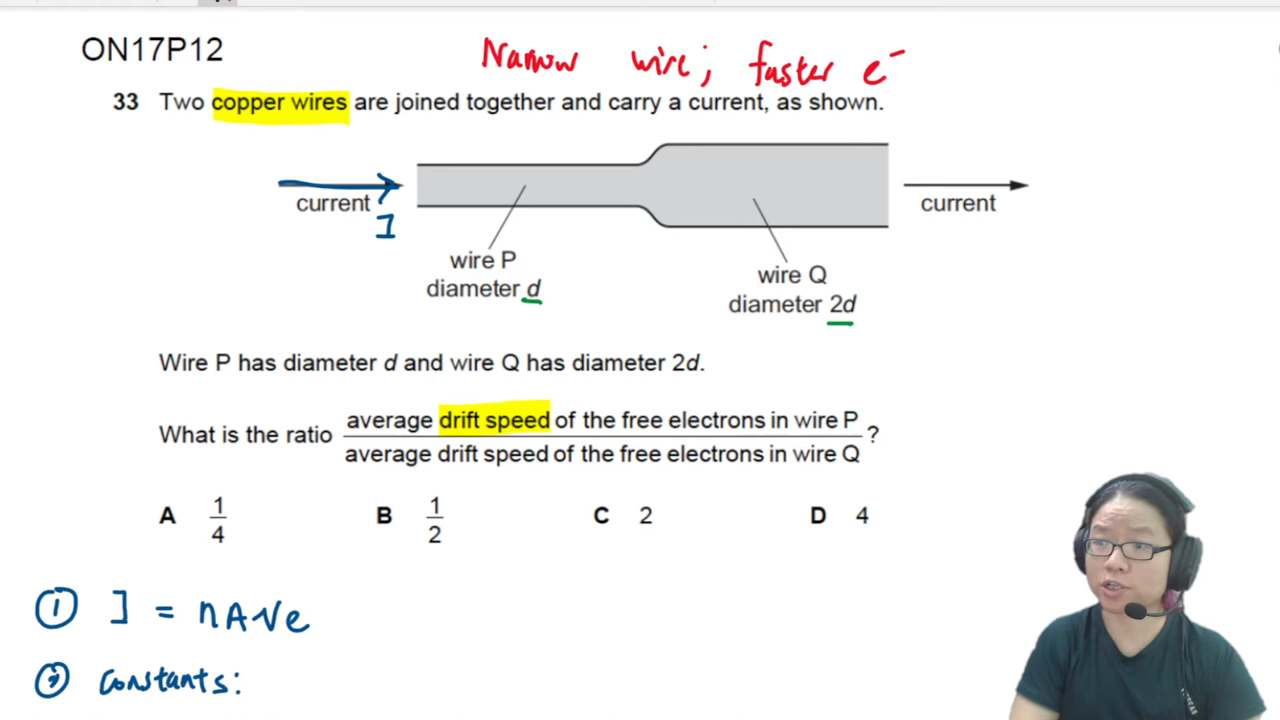 ON17P12
Narrow wire; faster e⁻
33 Two copper wires are joined together and carry a current, as shown.
current
I
current
wire P
diameter d
wire Q
diameter 2d
Wire P has diameter d and wire Q has diameter 2d.
What is the ratio average drift speed of the free electrons in wire P / average drift speed of the free electrons in wire Q ?
A 1/4 B 1/2 C 2 D 4
① I = nAve
② constants: